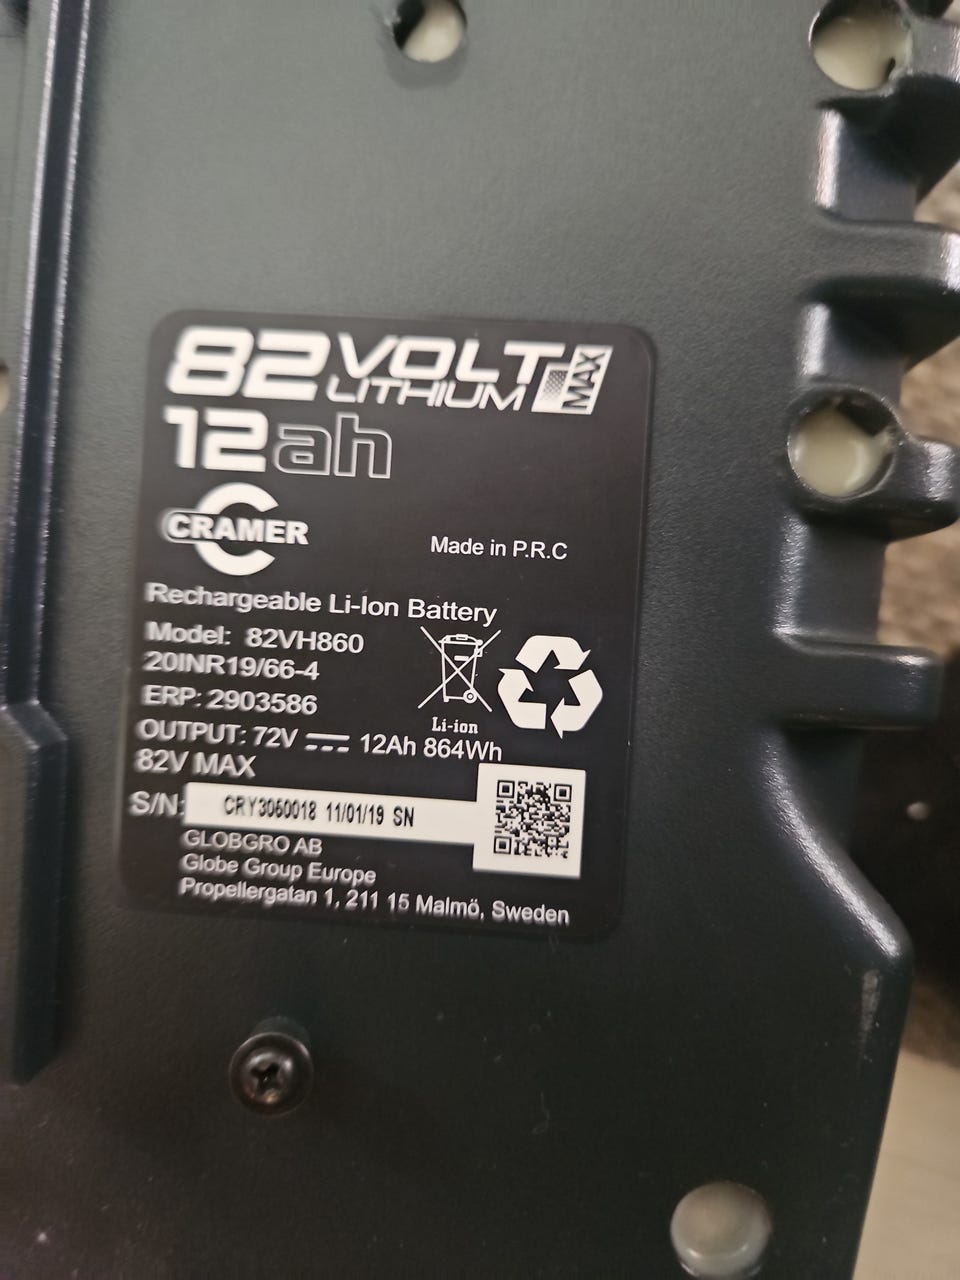 82 VOLT
LITHIUM MAX
12ah
CRAMER
Made in P.R.C
Rechargeable Li-Ion Battery
Model: 82VH860
20INR19/66-4
ERP: 2903586
Li-ion
OUTPUT: 72V ⎓ 12Ah 864Wh
82V MAX
S/N: CRY3060018 11/01/19 SN
GLOBGRO AB
Globe Group Europe
Propellergatan 1, 211 15 Malmö, Sweden